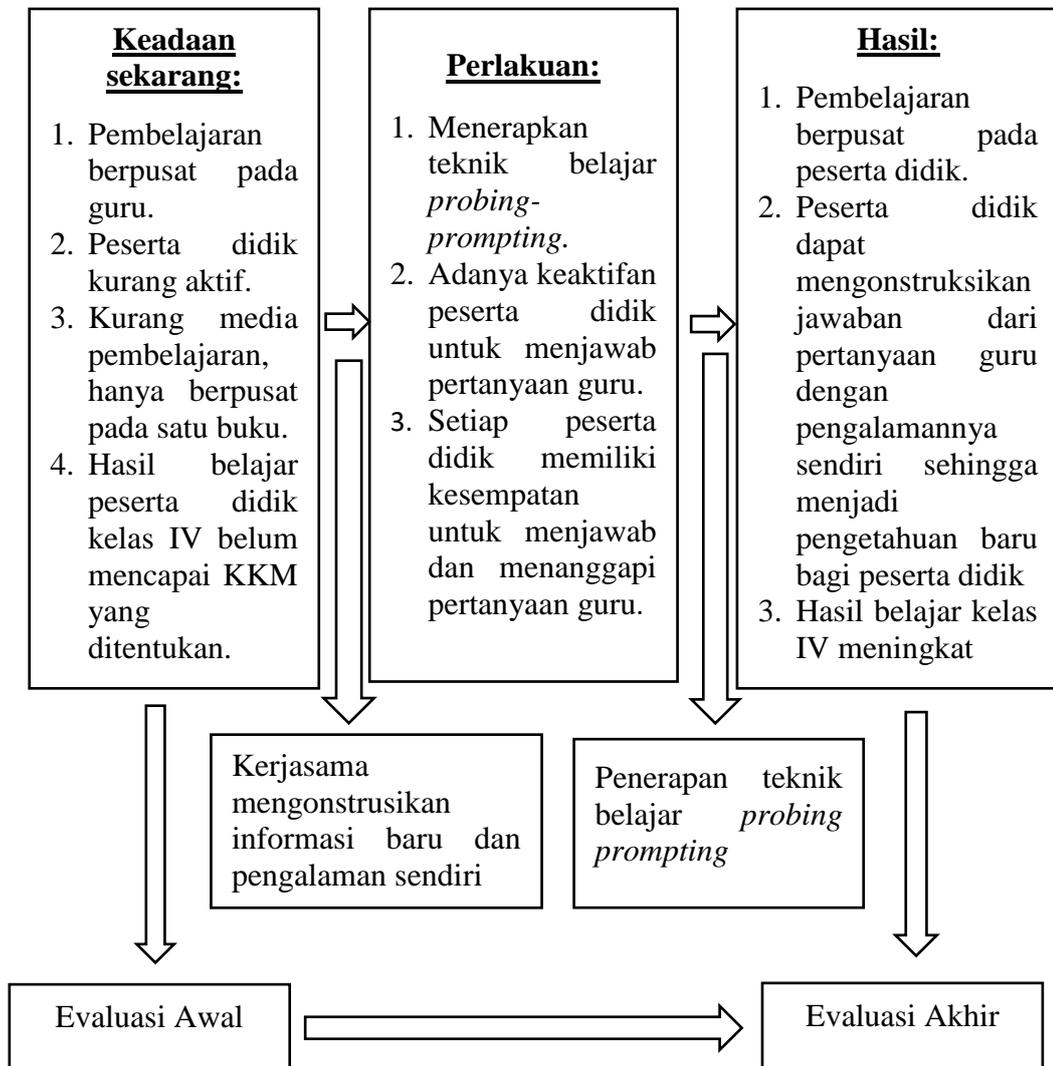 Keadaan
sekarang:
1. Pembelajaran
berpusat pada
guru.
2. Peserta didik
kurang aktif.
3. Kurang media
pembelajaran,
hanya berpusat
pada satu buku.
4. Hasil belajar
peserta didik
kelas IV belum
mencapai KKM
yang
ditentukan.
Perlakuan:
1. Menerapkan
teknik belajar
probing-
prompting.
2. Adanya keaktifan
peserta didik
untuk menjawab
pertanyaan guru.
3. Setiap peserta
didik memiliki
kesempatan
untuk menjawab
dan menanggapi
pertanyaan guru.
Hasil:
1. Pembelajaran
berpusat pada
peserta didik.
2. Peserta didik
dapat
mengonstruksikan
jawaban dari
pertanyaan guru
dengan
pengalamannya
sendiri sehingga
menjadi
pengetahuan baru
bagi peserta didik
3. Hasil belajar kelas
IV meningkat
Kerjasama
mengonstrusikan
informasi baru dan
pengalaman sendiri
Penerapan teknik
belajar probing
prompting
Evaluasi Awal
Evaluasi Akhir